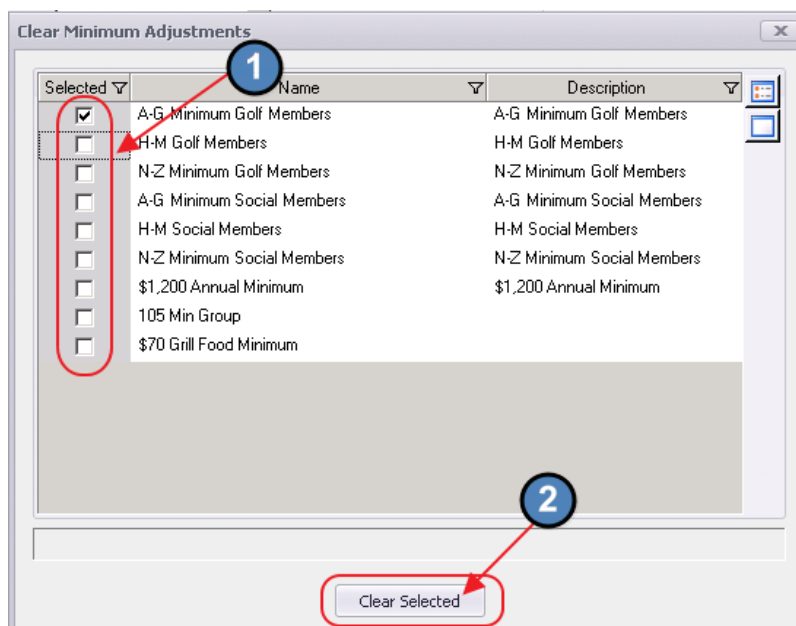 Clear Minimum Adjustments
1
Selected Name Description
A-G Minimum Golf Members A-G Minimum Golf Members
H-M Golf Members H-M Golf Members
N-Z Minimum Golf Members N-Z Minimum Golf Members
A-G Minimum Social Members A-G Minimum Social Members
H-M Social Members H-M Social Members
N-Z Minimum Social Members N-Z Minimum Social Members
$1,200 Annual Minimum $1,200 Annual Minimum
105 Min Group
$70 Grill Food Minimum
2
Clear Selected